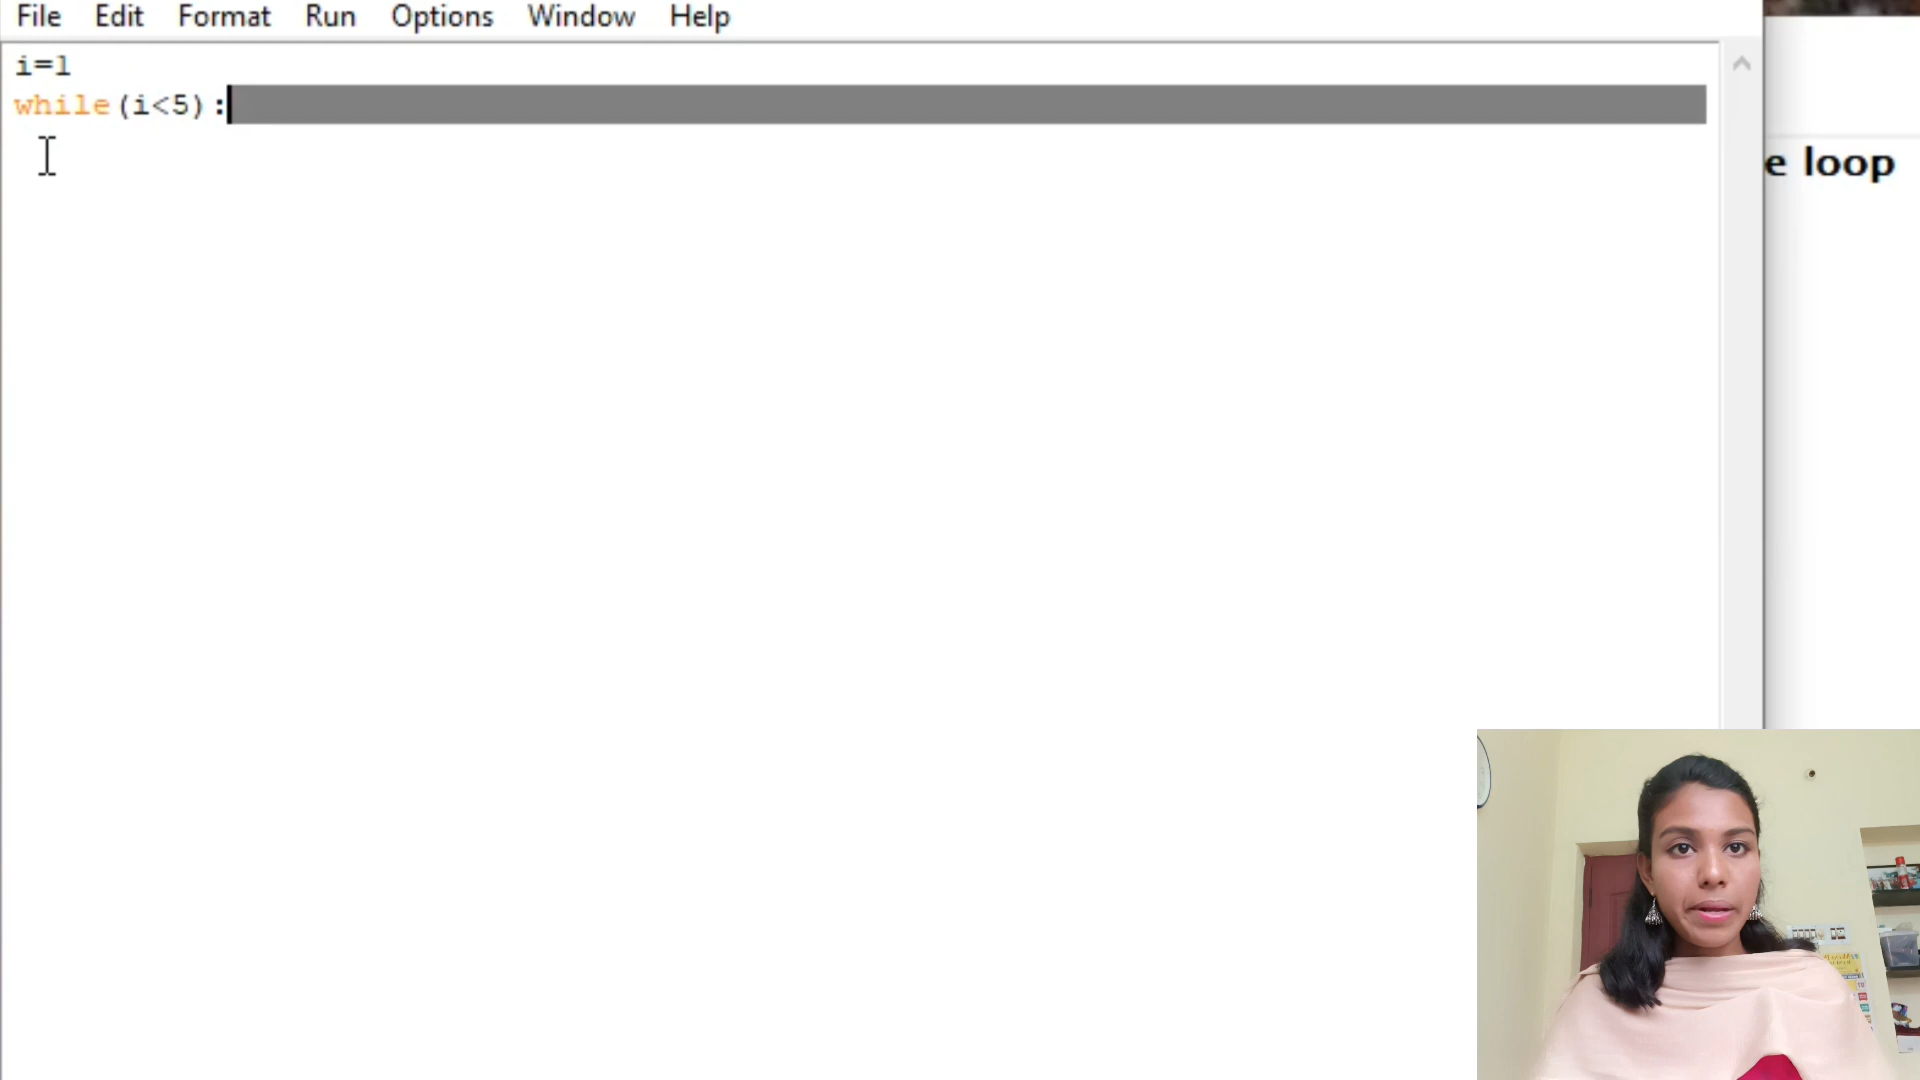 File Edit Format Run Options Window Help
i=1
while(i<5):
e loop